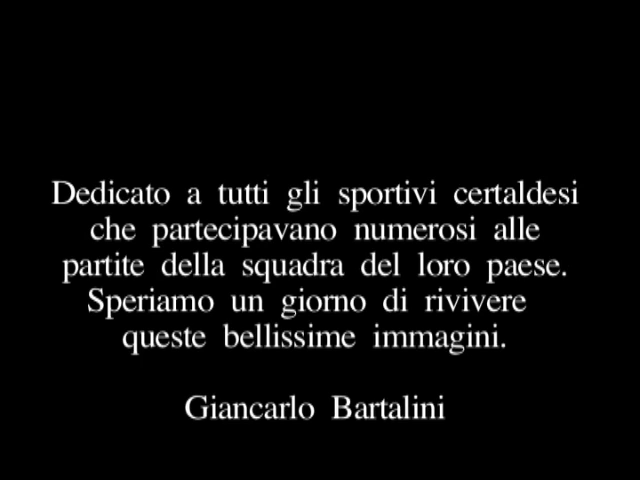 Dedicato a tutti gli sportivi certaldesi
che partecipavano numerosi alle
partite della squadra del loro paese.
Speriamo un giorno di rivivere
queste bellissime immagini.
Giancarlo Bartalini